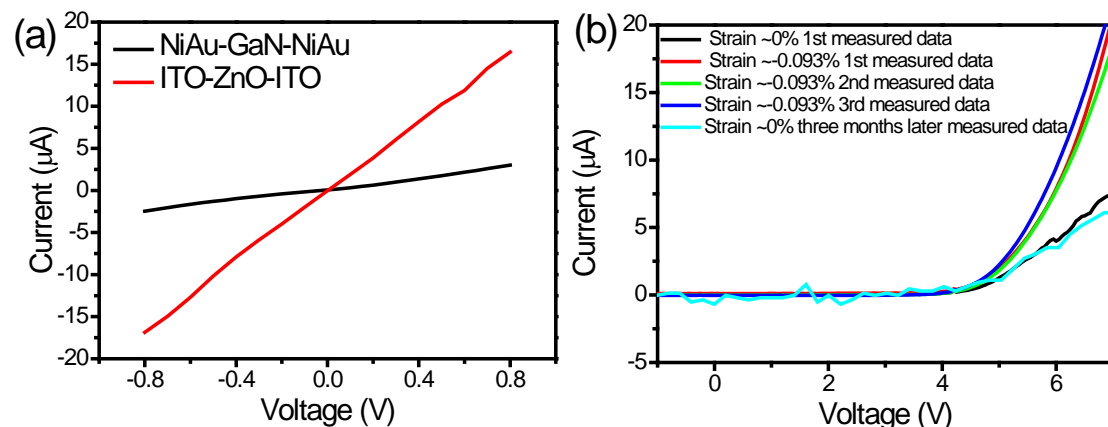 (a)
NiAu-GaN-NiAu
ITO-ZnO-ITO
20
15
10
5
0
-5
-10
-15
-20
Current (μA)
-0.8
-0.4
0.0
0.4
0.8
Voltage (V)
(b)
Strain ~0% 1st measured data
Strain ~-0.093% 1st measured data
Strain ~-0.093% 2nd measured data
Strain ~-0.093% 3rd measured data
Strain ~0% three months later measured data
20
15
10
5
0
-5
Current (μA)
0
2
4
6
Voltage (V)